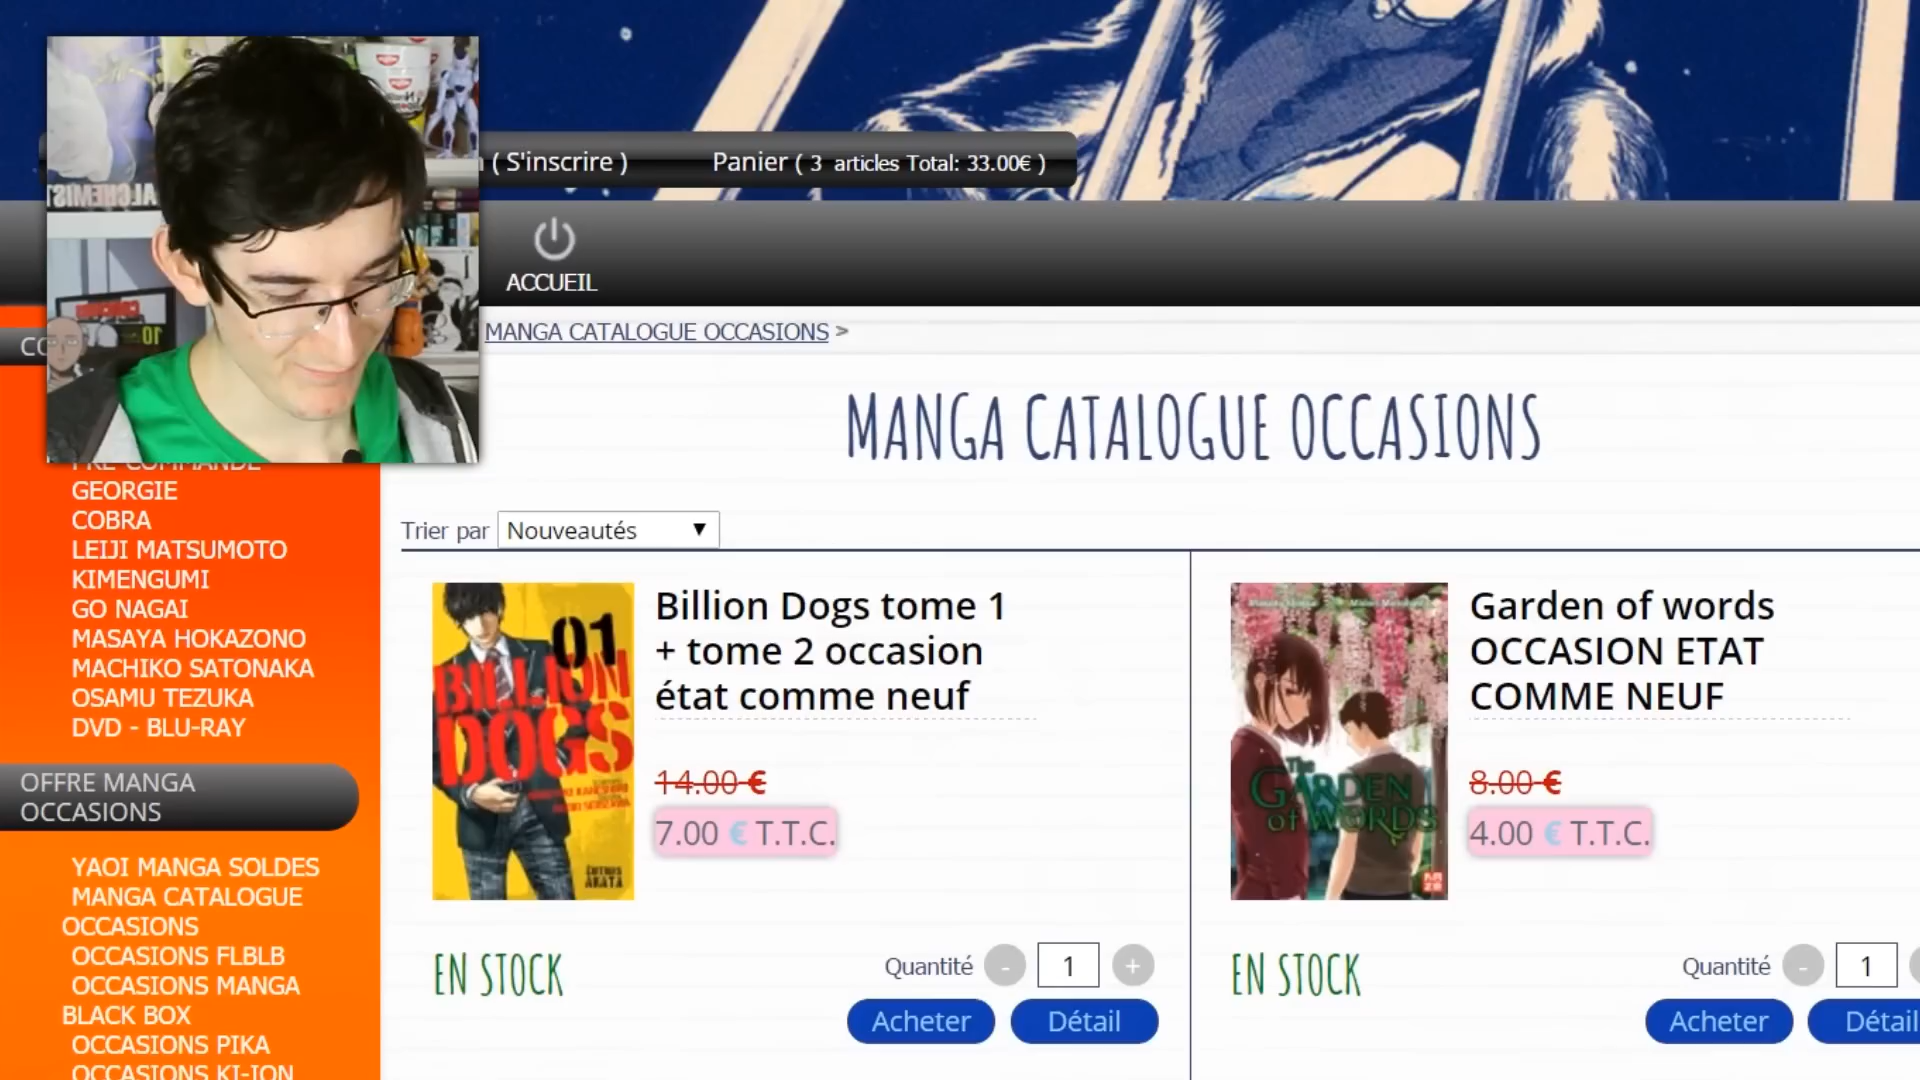 ( S'inscrire )
Panier ( 3 articles Total: 33.00€ )
ACCUEIL
MANGA CATALOGUE OCCASIONS >
MANGA CATALOGUE OCCASIONS
Trier par Nouveautés ▼
GEORGIE
COBRA
LEIJI MATSUMOTO
KIMENGUMI
GO NAGAI
MASAYA HOKAZONO
MACHIKO SATONAKA
OSAMU TEZUKA
DVD - BLU-RAY
OFFRE MANGA
OCCASIONS
YAOI MANGA SOLDES
MANGA CATALOGUE
OCCASIONS
OCCASIONS FLBLB
OCCASIONS MANGA
BLACK BOX
OCCASIONS PIKA
OCCASIONS KI-ION
01
BILLION
DOGS
ÉDITIONS
AKATA
Billion Dogs tome 1
+ tome 2 occasion
état comme neuf
14.00 €
7.00 € T.T.C.
EN STOCK
Quantité - 1 +
Acheter Détail
The
GARDEN
of WORDS
KAZE
Garden of words
OCCASION ETAT
COMME NEUF
8.00 €
4.00 € T.T.C.
EN STOCK
Quantité - 1
Acheter Détail